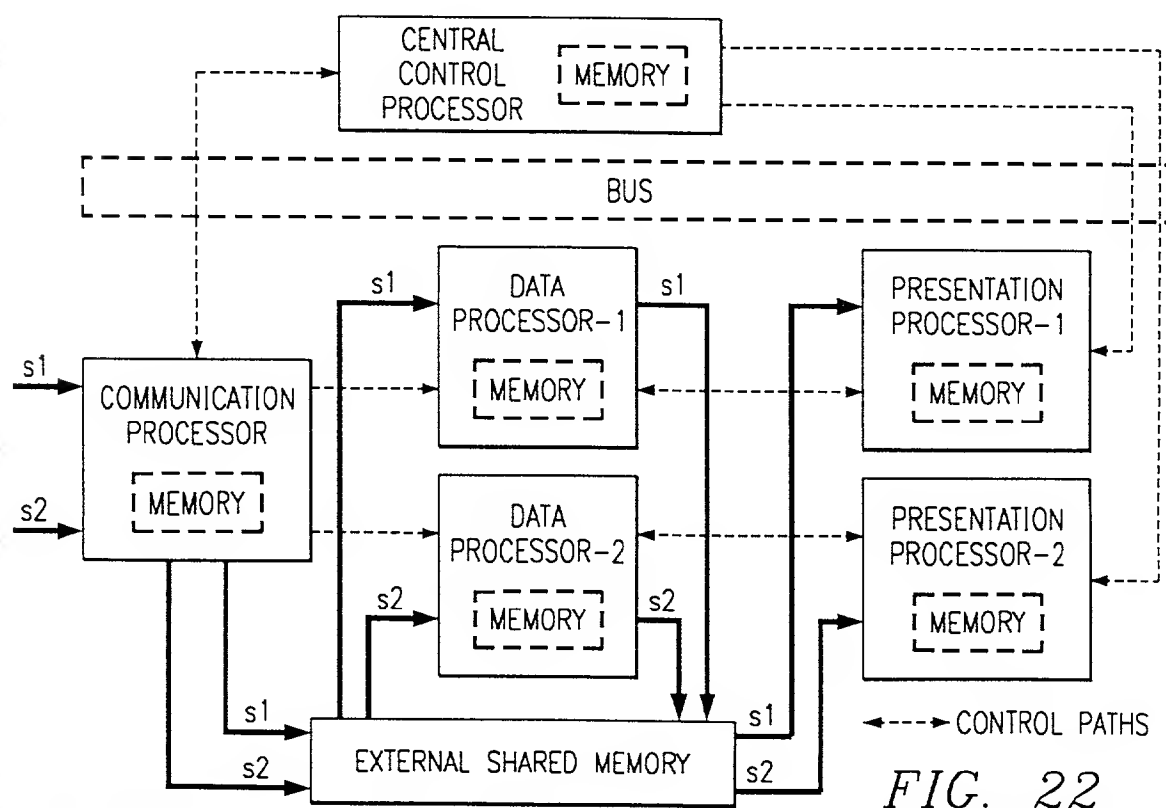 CENTRAL
CONTROL
PROCESSOR
MEMORY
BUS
s1
DATA
PROCESSOR-1
MEMORY
s1
PRESENTATION
PROCESSOR-1
MEMORY
s1
COMMUNICATION
PROCESSOR
MEMORY
s2
DATA
PROCESSOR-2
MEMORY
s2
s2
PRESENTATION
PROCESSOR-2
MEMORY
s1
s2
EXTERNAL SHARED MEMORY
s1
s2
CONTROL PATHS
FIG. 22